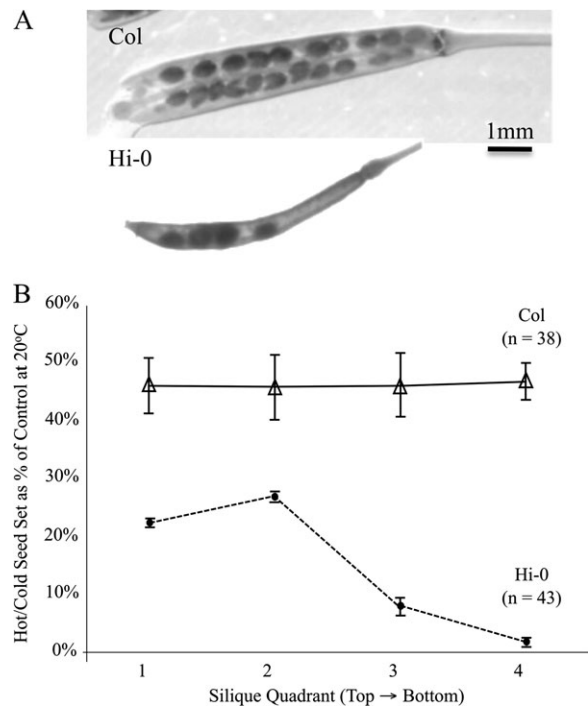 A
Col
1mm
Hi-0
B
60%
50%
40%
30%
20%
10%
0%
Hot/Cold Seed Set as % of Control at 20°C
Col
(n = 38)
Hi-0
(n = 43)
1 2 3 4
Silique Quadrant (Top → Bottom)